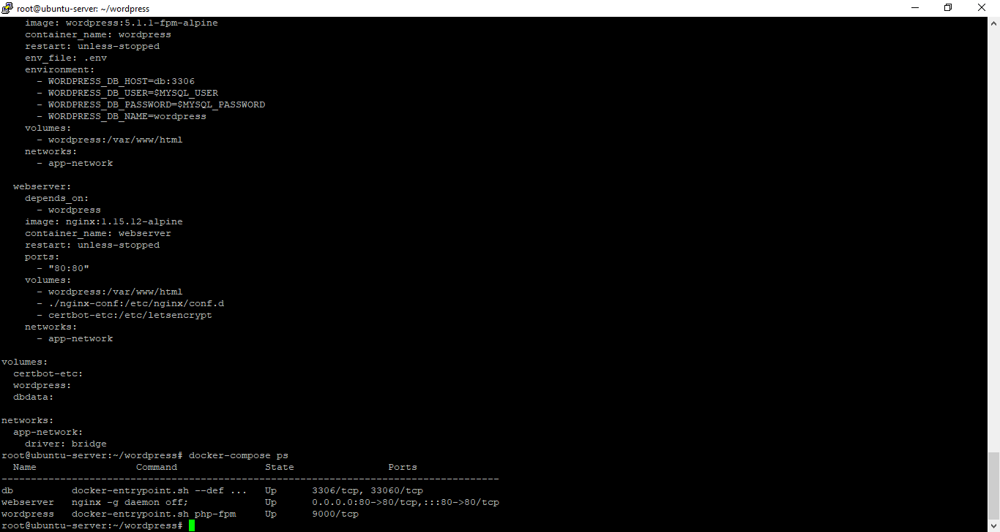 root@ubuntu-server: ~/wordpress
    image: wordpress:5.1.1-fpm-alpine
    container_name: wordpress
    restart: unless-stopped
    env_file: .env
    environment:
      - WORDPRESS_DB_HOST=db:3306
      - WORDPRESS_DB_USER=$MYSQL_USER
      - WORDPRESS_DB_PASSWORD=$MYSQL_PASSWORD
      - WORDPRESS_DB_NAME=wordpress
    volumes:
      - wordpress:/var/www/html
    networks:
      - app-network

  webserver:
    depends_on:
      - wordpress
    image: nginx:1.15.12-alpine
    container_name: webserver
    restart: unless-stopped
    ports:
      - "80:80"
    volumes:
      - wordpress:/var/www/html
      - ./nginx-conf:/etc/nginx/conf.d
      - certbot-etc:/etc/letsencrypt
    networks:
      - app-network

volumes:
  certbot-etc:
  wordpress:
  dbdata:

networks:
  app-network:
    driver: bridge
root@ubuntu-server:~/wordpress# docker-compose ps
  Name                 Command               State                Ports
-------------------------------------------------------------------------------------
db          docker-entrypoint.sh --def ...   Up      3306/tcp, 33060/tcp
webserver   nginx -g daemon off;             Up      0.0.0.0:80->80/tcp,:::80->80/tcp
wordpress   docker-entrypoint.sh php-fpm     Up      9000/tcp
root@ubuntu-server:~/wordpress#